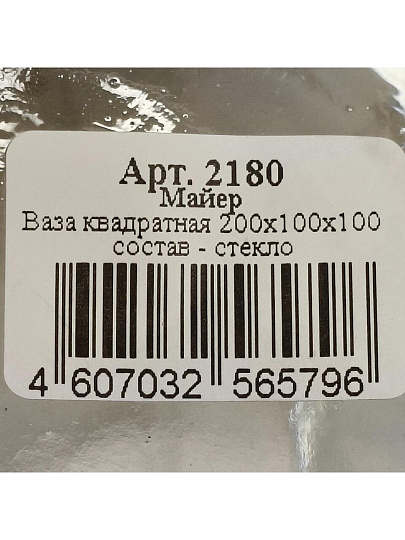 Арт. 2180
Майер
Ваза квадратная 200х100х100
состав - стекло
4 607032 565796